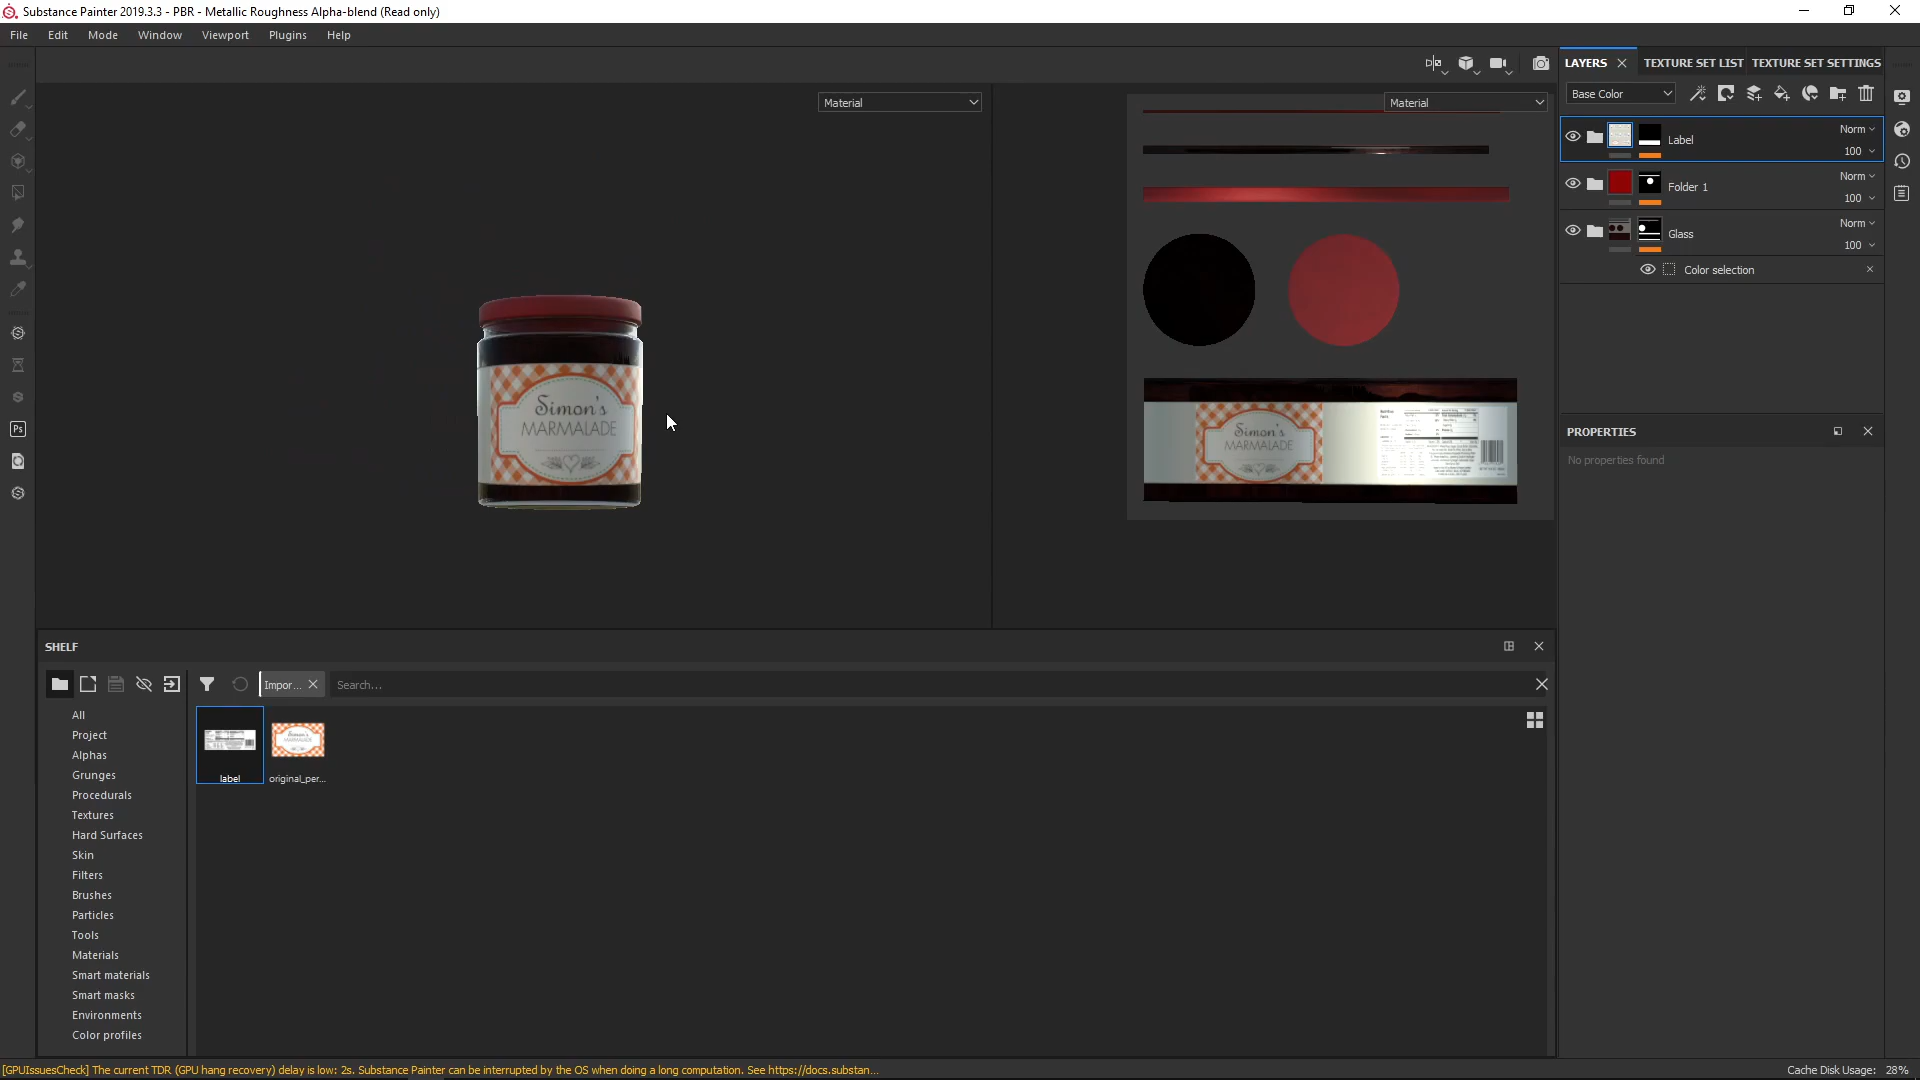 Substance Painter 2019.3.3 - PBR - Metallic Roughness Alpha-blend (Read only)
File Edit Mode Window Viewport Plugins Help
LAYERS TEXTURE SET LIST TEXTURE SET SETTINGS
Material
Material
Base Color
Label
Norm
100
Folder 1
Norm
100
Glass
Norm
100
Color selection
Simon's
MARMALADE
Simon's
MARMALADE
PROPERTIES
No properties found
Ps
SHELF
Impor...
Search...
All
Project
Alphas
Grunges
Procedurals
Textures
Hard Surfaces
Skin
Filters
Brushes
Particles
Tools
Materials
Smart materials
Smart masks
Environments
Color profiles
label
original_per...
[GPUIssuesCheck] The current TDR (GPU hang recovery) delay is low: 2s. Substance Painter can be interrupted by the OS when doing a long computation. See https://docs.substan...
Cache Disk Usage: 28%